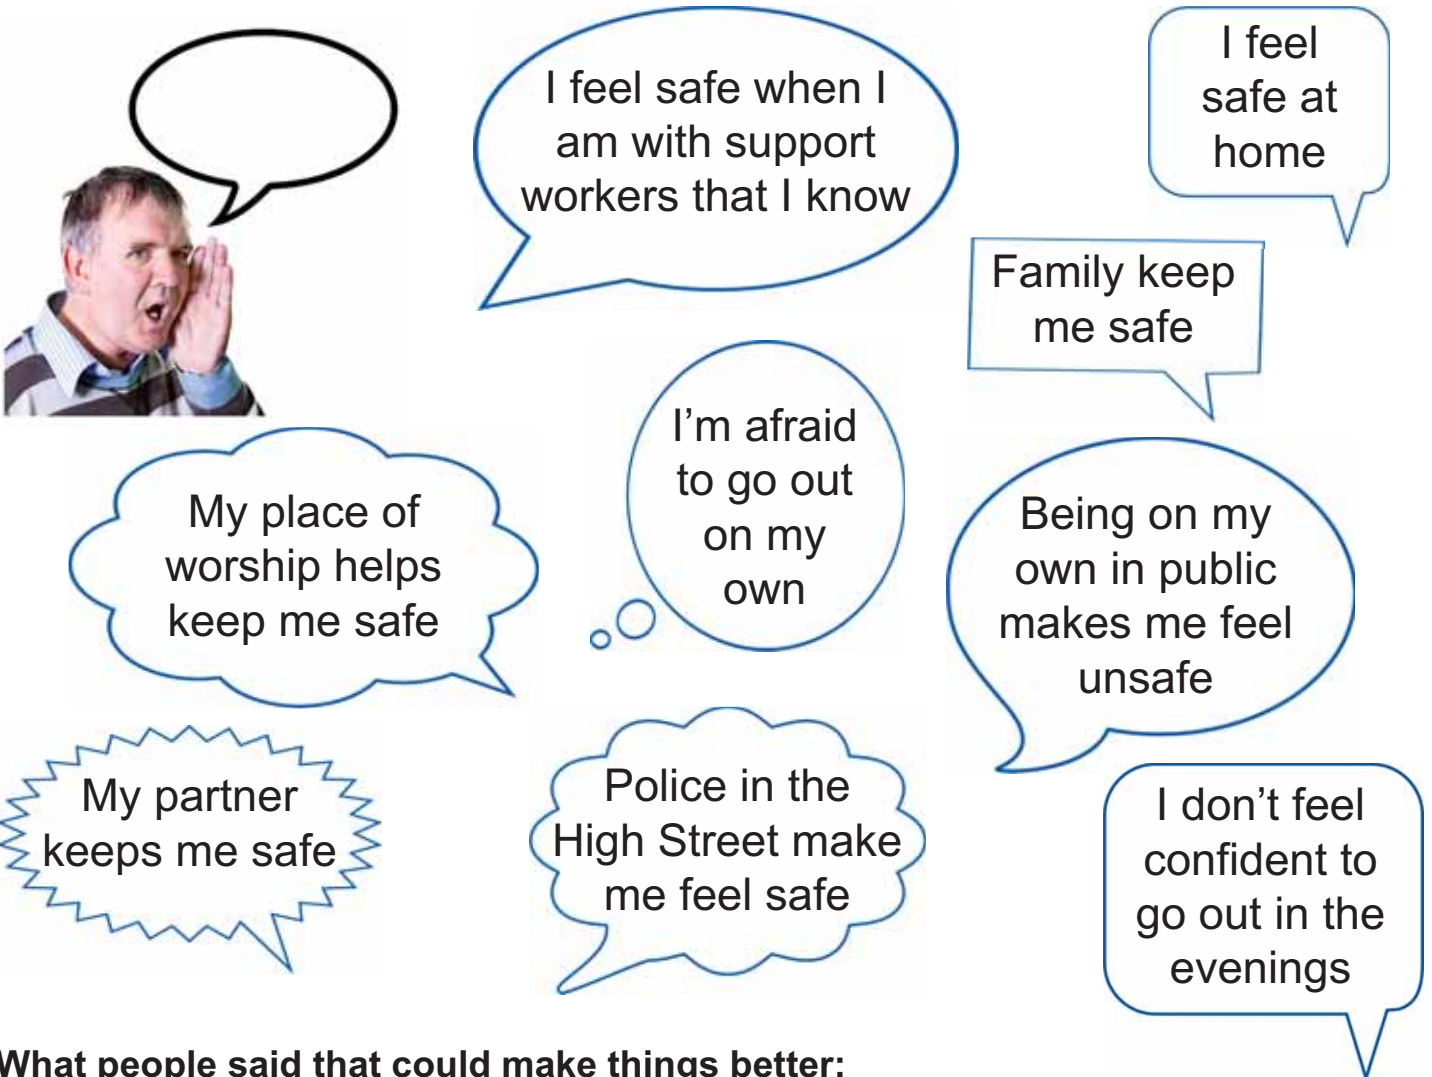 I feel safe when I
am with support
workers that I know
I feel
safe at
home
Family keep
me safe
I'm afraid
to go out
on my
own
My place of
worship helps
keep me safe
Being on my
own in public
makes me feel
unsafe
My partner
keeps me safe
Police in the
High Street make
me feel safe
I don't feel
confident to
go out in the
evenings
What people said that could make things better: